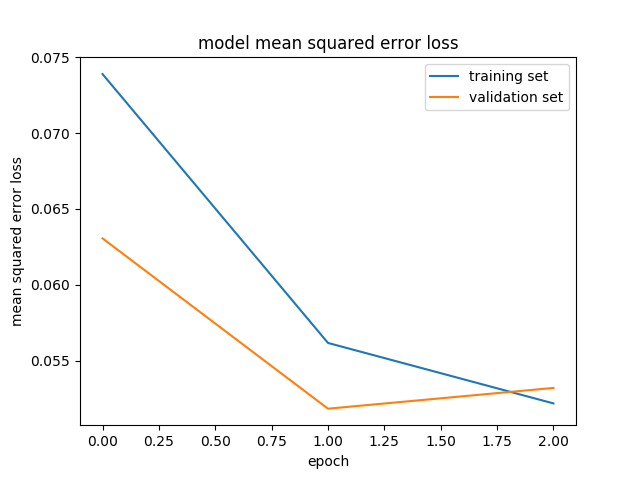 model mean squared error loss
training set
validation set
0.075
0.070
0.065
0.060
0.055
mean squared error loss
0.00 0.25 0.50 0.75 1.00 1.25 1.50 1.75 2.00
epoch